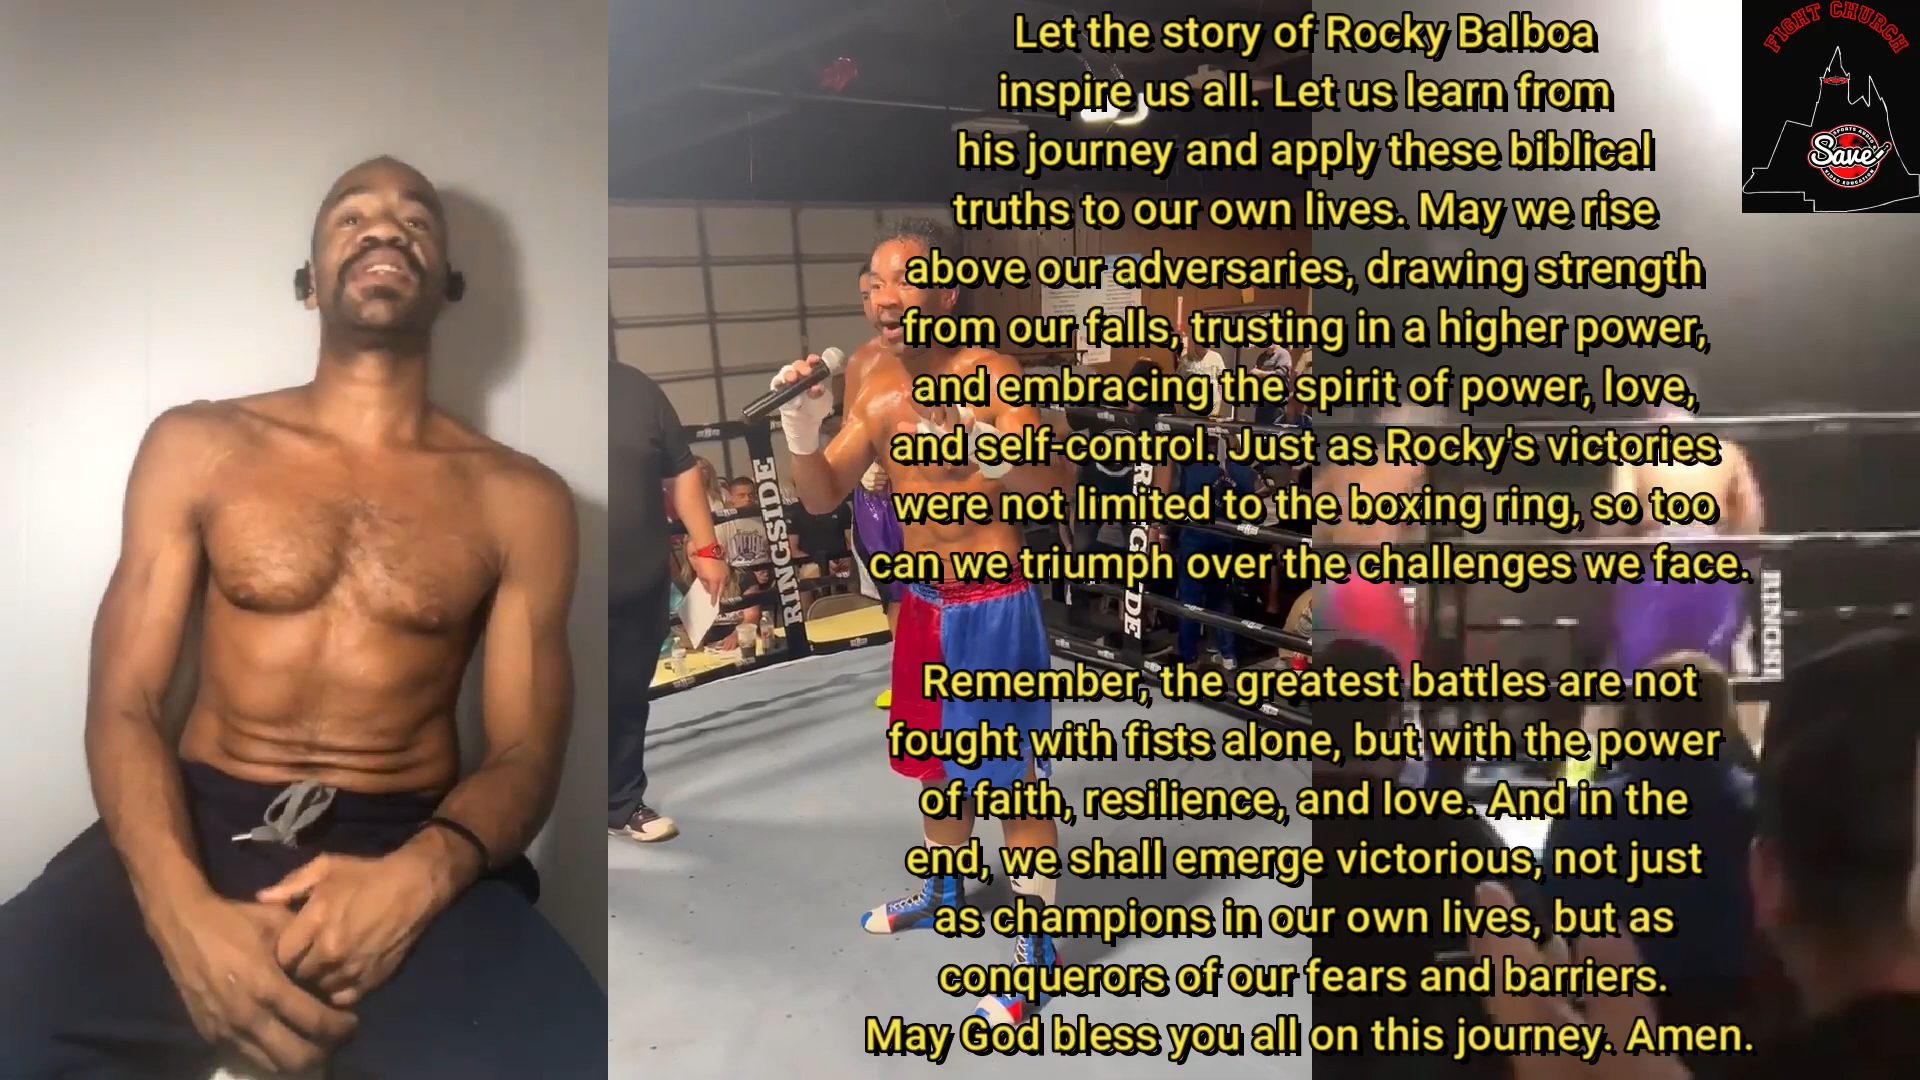 Let the story of Rocky Balboa
inspire us all. Let us learn from
his journey and apply these biblical
truths to our own lives. May we rise
above our adversaries, drawing strength
from our falls, trusting in a higher power,
and embracing the spirit of power, love,
and self-control. Just as Rocky's victories
were not limited to the boxing ring, so too
can we triumph over the challenges we face.
Remember, the greatest battles are not
fought with fists alone, but with the power
of faith, resilience, and love. And in the
end, we shall emerge victorious, not just
as champions in our own lives, but as
conquerors of our fears and barriers.
May God bless you all on this journey. Amen.
FIGHT CHURCH
SPORTS AUDIO
Save
VIDEO EDUCATION
RINGSIDE